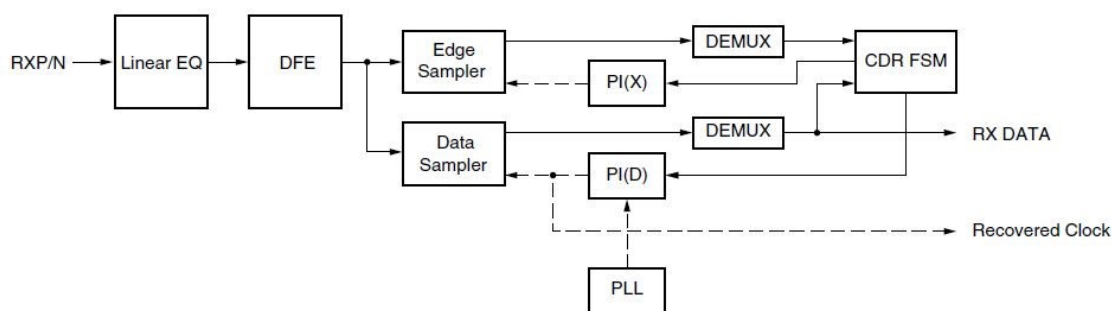 RXP/N
Linear EQ
DFE
Edge
Sampler
DEMUX
PI(X)
CDR FSM
Data
Sampler
DEMUX
RX DATA
PI(D)
Recovered Clock
PLL